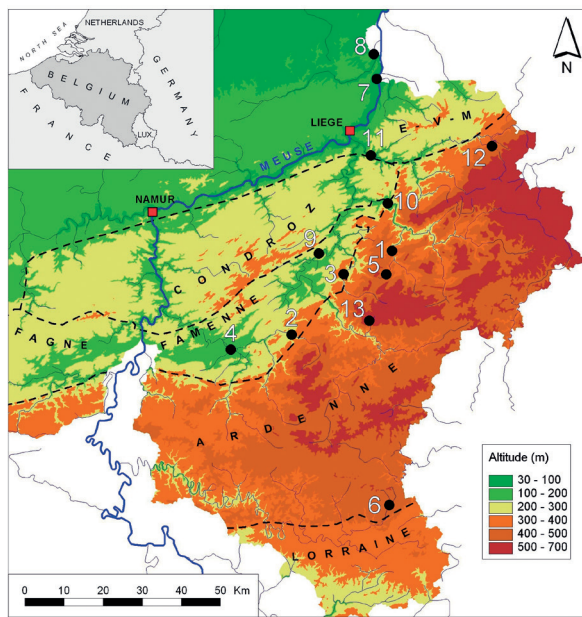 NETHERLANDS
NORTH SEA
BELGIUM
GERMANY
FRANCE
LUX.
N
8
7
LIEGE
E-V-M
11
12
MEUSE
NAMUR
10
CONDROZ
9
1
3
5
FAGNE
FAMENNE
13
2
4
ARDENNE
6
LORRAINE
Altitude (m)
30 - 100
100 - 200
200 - 300
300 - 400
400 - 500
500 - 700
0 10 20 30 40 50 Km